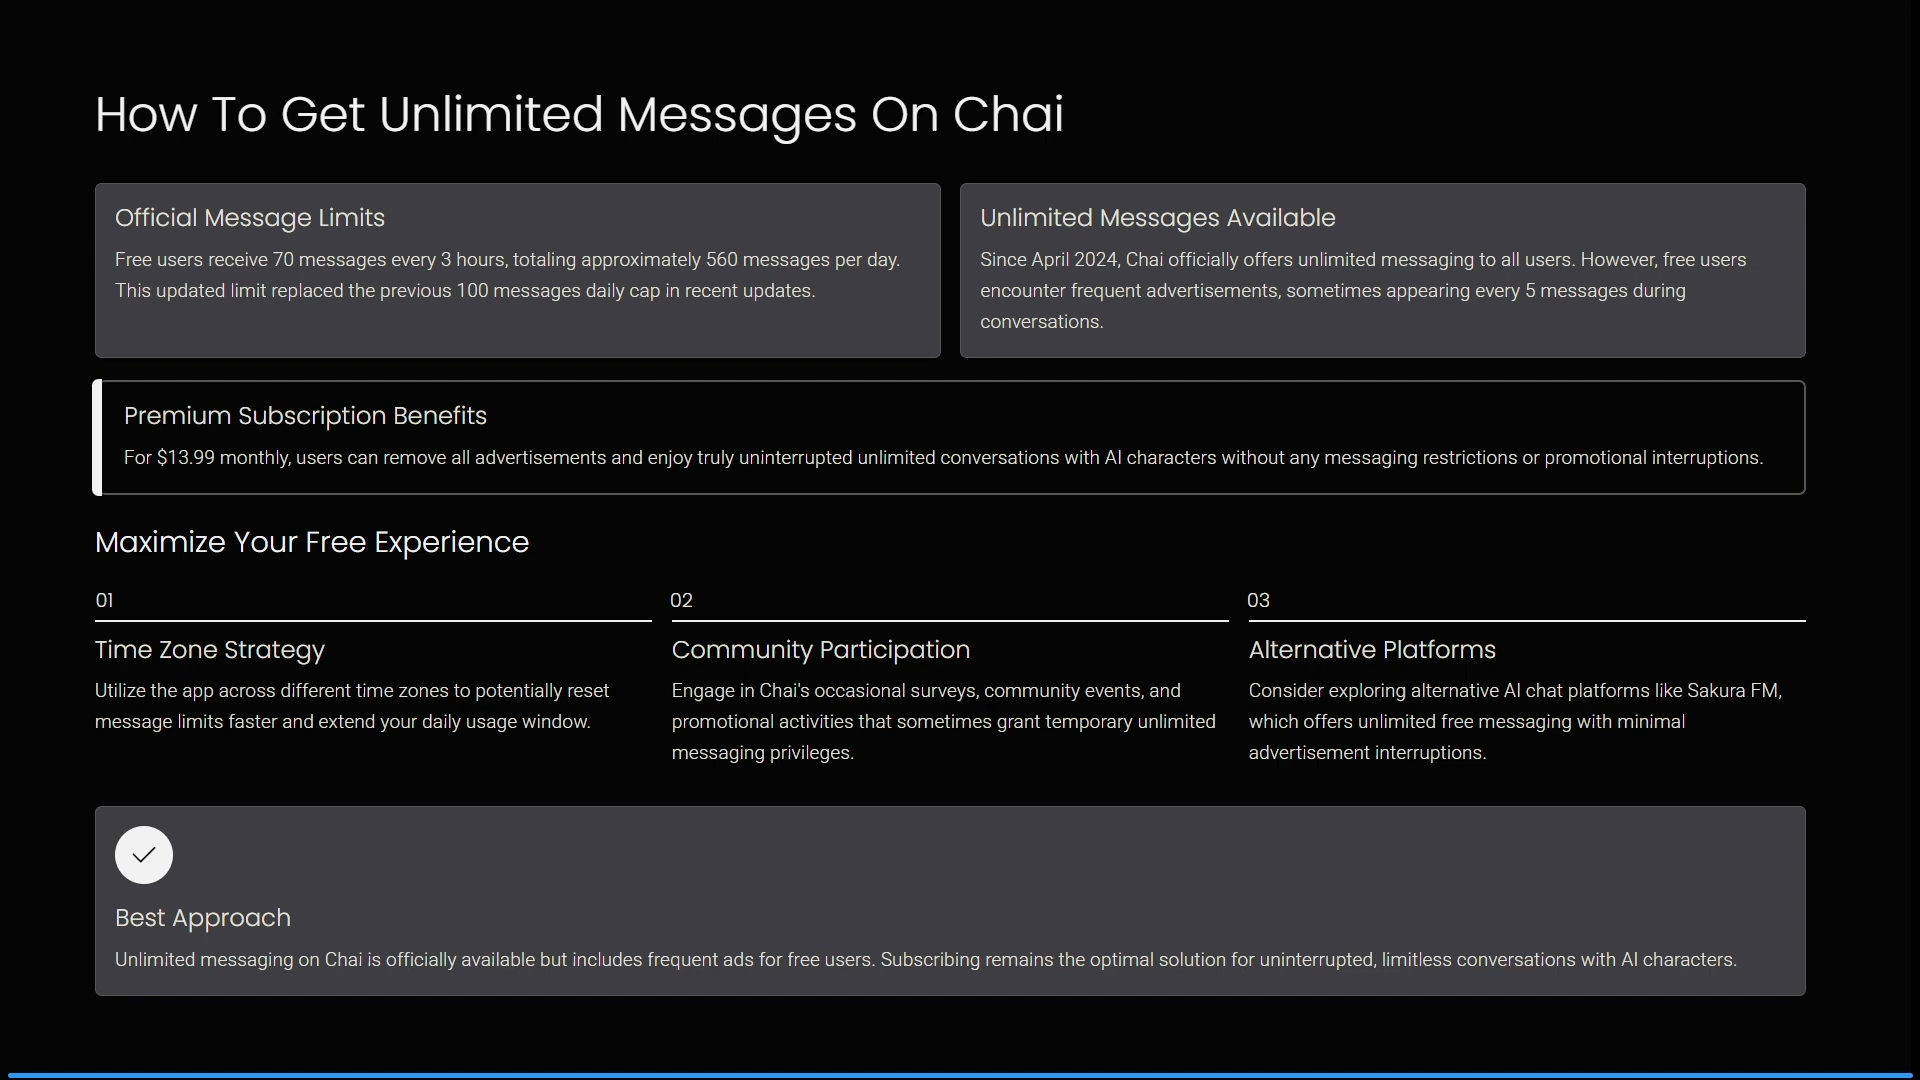 How To Get Unlimited Messages On Chai
Official Message Limits
Free users receive 70 messages every 3 hours, totaling approximately 560 messages per day.
This updated limit replaced the previous 100 messages daily cap in recent updates.
Unlimited Messages Available
Since April 2024, Chai officially offers unlimited messaging to all users. However, free users
encounter frequent advertisements, sometimes appearing every 5 messages during
conversations.
Premium Subscription Benefits
For $13.99 monthly, users can remove all advertisements and enjoy truly uninterrupted unlimited conversations with AI characters without any messaging restrictions or promotional interruptions.
Maximize Your Free Experience
01
Time Zone Strategy
Utilize the app across different time zones to potentially reset
message limits faster and extend your daily usage window.
02
Community Participation
Engage in Chai's occasional surveys, community events, and
promotional activities that sometimes grant temporary unlimited
messaging privileges.
03
Alternative Platforms
Consider exploring alternative AI chat platforms like Sakura FM,
which offers unlimited free messaging with minimal
advertisement interruptions.
Best Approach
Unlimited messaging on Chai is officially available but includes frequent ads for free users. Subscribing remains the optimal solution for uninterrupted, limitless conversations with AI characters.